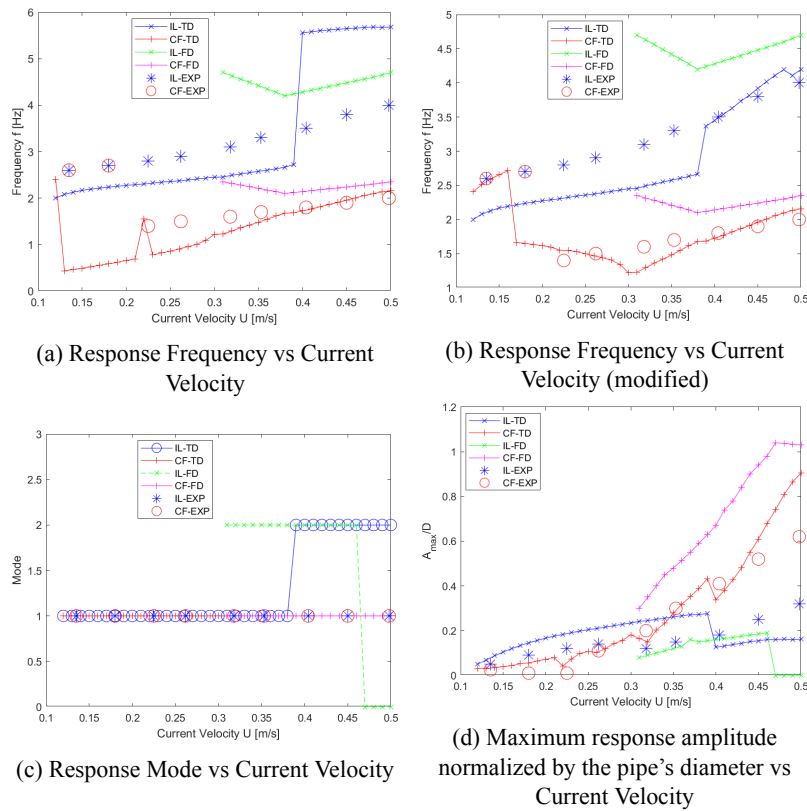 6
5
4
3
2
1
0
Frequency f [Hz]
IL-TD
CF-TD
IL-FD
CF-FD
IL-EXP
CF-EXP
0.1 0.15 0.2 0.25 0.3 0.35 0.4 0.45 0.5
Current Velocity U [m/s]
(a) Response Frequency vs Current
Velocity
5
4.5
4
3.5
3
2.5
2
1.5
1
Frequency f [Hz]
IL-TD
CF-TD
IL-FD
CF-FD
IL-EXP
CF-EXP
0.1 0.15 0.2 0.25 0.3 0.35 0.4 0.45 0.5
Current Velocity U [m/s]
(b) Response Frequency vs Current
Velocity (modified)
3
2.5
2
1.5
1
0.5
0
Mode
IL-TD
CF-TD
IL-FD
CF-FD
IL-EXP
CF-EXP
0.1 0.15 0.2 0.25 0.3 0.35 0.4 0.45 0.5
Current Velocity U [m/s]
(c) Response Mode vs Current Velocity
1.2
1
0.8
0.6
0.4
0.2
0
A_max/D
IL-TD
CF-TD
IL-FD
CF-FD
IL-EXP
CF-EXP
0.1 0.15 0.2 0.25 0.3 0.35 0.4 0.45 0.5
Current Velocity U [m/s]
(d) Maximum response amplitude
normalized by the pipe's diameter vs
Current Velocity